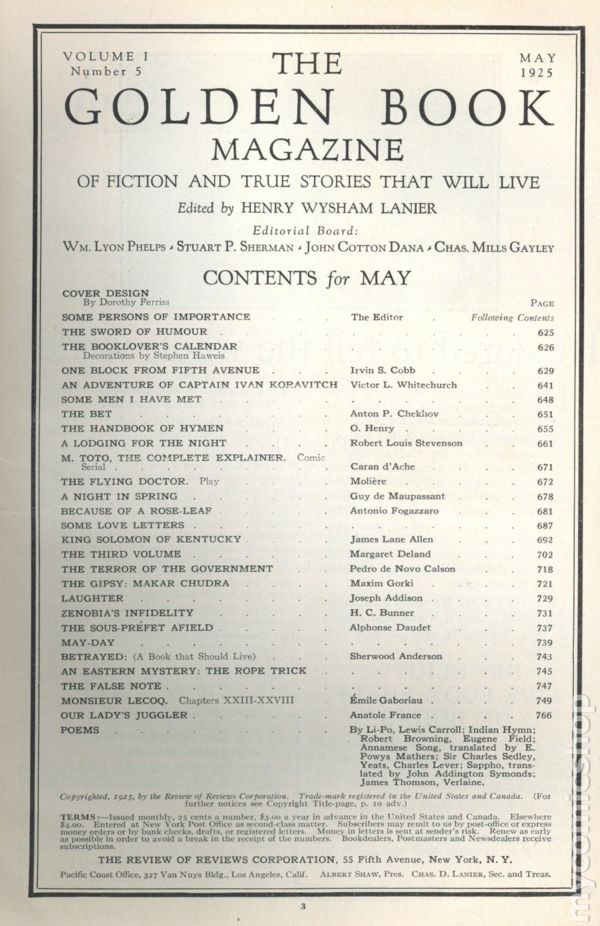 VOLUME I
Number 5
THE
MAY
1925
GOLDEN BOOK
MAGAZINE
OF FICTION AND TRUE STORIES THAT WILL LIVE
Edited by HENRY WYSHAM LANIER
Editorial Board:
WM. LYON PHELPS • STUART P. SHERMAN • JOHN COTTON DANA • CHAS. MILLS GAYLEY
CONTENTS for MAY
COVER DESIGN
By Dorothy Ferriss PAGE
SOME PERSONS OF IMPORTANCE . . . The Editor . Following Contents
THE SWORD OF HUMOUR . . . 625
THE BOOKLOVER'S CALENDAR . . . 626
Decorations by Stephen Haweis
ONE BLOCK FROM FIFTH AVENUE . . . Irvin S. Cobb . . . 629
AN ADVENTURE OF CAPTAIN IVAN KORAVITCH Victor L. Whitechurch . . 641
SOME MEN I HAVE MET . . . 648
THE BET . . . Anton P. Chekhov . . . 651
THE HANDBOOK OF HYMEN . . . O. Henry . . . 655
A LODGING FOR THE NIGHT . . . Robert Louis Stevenson . . 661
M. TOTO, THE COMPLETE EXPLAINER. Comic
Serial . . . Caran d'Ache . . . 671
THE FLYING DOCTOR. Play . . . Molière . . . 672
A NIGHT IN SPRING . . . Guy de Maupassant . . . 678
BECAUSE OF A ROSE-LEAF . . . Antonio Fogazzaro . . . 681
SOME LOVE LETTERS . . . 687
KING SOLOMON OF KENTUCKY . . . James Lane Allen . . . 692
THE THIRD VOLUME . . . Margaret Deland . . . 702
THE TERROR OF THE GOVERNMENT . . . Pedro de Novo Calson . . 718
THE GIPSY: MAKAR CHUDRA . . . Maxim Gorki . . . 721
LAUGHTER . . . Joseph Addison . . . 729
ZENOBIA'S INFIDELITY . . . H. C. Bunner . . . 731
THE SOUS-PRÉFET AFIELD . . . Alphonse Daudet . . . 737
MAY-DAY . . . 739
BETRAYED: (A Book that Should Live) . . . Sherwood Anderson . . . 743
AN EASTERN MYSTERY: THE ROPE TRICK . . . 745
THE FALSE NOTE . . . 747
MONSIEUR LECOQ. Chapters XXIII-XXVIII . . . Émile Gaboriau . . . 749
OUR LADY'S JUGGLER . . . Anatole France . . . 766
POEMS . . . By Li-Po, Lewis Carroll; Indian Hymn;
Robert Browning, Eugene Field;
Annamese Song, translated by E.
Powys Mathers; Sir Charles Sedley,
Yeats, Charles Lever; Sappho, trans-
lated by John Addington Symonds;
James Thomson, Verlaine.
Copyrighted, 1925, by the Review of Reviews Corporation. Trade-mark registered in the United States and Canada. (For
further notices see Copyright Title-page, p. 10 adv.)
TERMS:—Issued monthly, 25 cents a number, $3.00 a year in advance in the United States and Canada. Elsewhere
$4.00. Entered at New York Post Office as second-class matter. Subscribers may remit to us by post-office or express
money orders or by bank checks, drafts, or registered letters. Money in letters is sent at sender's risk. Renew as early
as possible in order to avoid a break in the receipt of the numbers. Bookdealers, Postmasters and Newsdealers receive
subscriptions.
THE REVIEW OF REVIEWS CORPORATION, 55 Fifth Avenue, New York, N. Y.
Pacific Coast Office, 327 Van Nuys Bldg., Los Angeles, Calif. ALBERT SHAW, Pres. CHAS. D. LANIER, Sec. and Treas.
3
mycomicshop